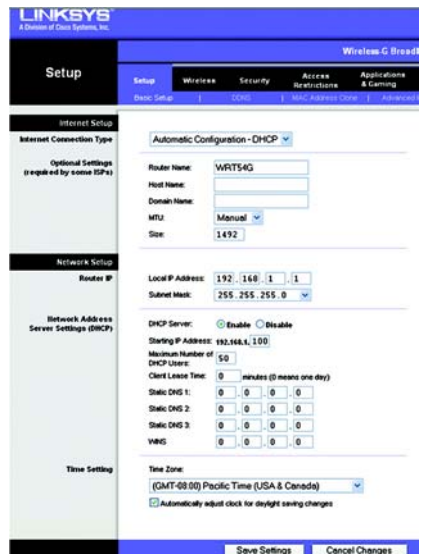 LINKSYS®
A Division of Cisco Systems, Inc.
Wireless-G Broadb
Setup
Setup Wireless Security Access Restrictions Applications & Gaming
Basic Setup | DDNS | MAC Address Clone | Advanced
Internet Setup
Internet Connection Type
Automatic Configuration - DHCP
Optional Settings
(required by some ISPs)
Router Name: WRT54G
Host Name:
Domain Name:
MTU: Manual
Size: 1492
Network Setup
Router IP
Local IP Address: 192 . 168 . 1 . 1
Subnet Mask: 255.255.255.0
Network Address
Server Settings (DHCP)
DHCP Server: Enable Disable
Starting IP Address: 192.168.1. 100
Maximum Number of
DHCP Users: 50
Client Lease Time: 0 minutes (0 means one day)
Static DNS 1: 0 . 0 . 0 . 0
Static DNS 2: 0 . 0 . 0 . 0
Static DNS 3: 0 . 0 . 0 . 0
WINS 0 . 0 . 0 . 0
Time Setting
Time Zone:
(GMT-08:00) Pacific Time (USA & Canada)
Automatically adjust clock for daylight saving changes
Save Settings Cancel Changes